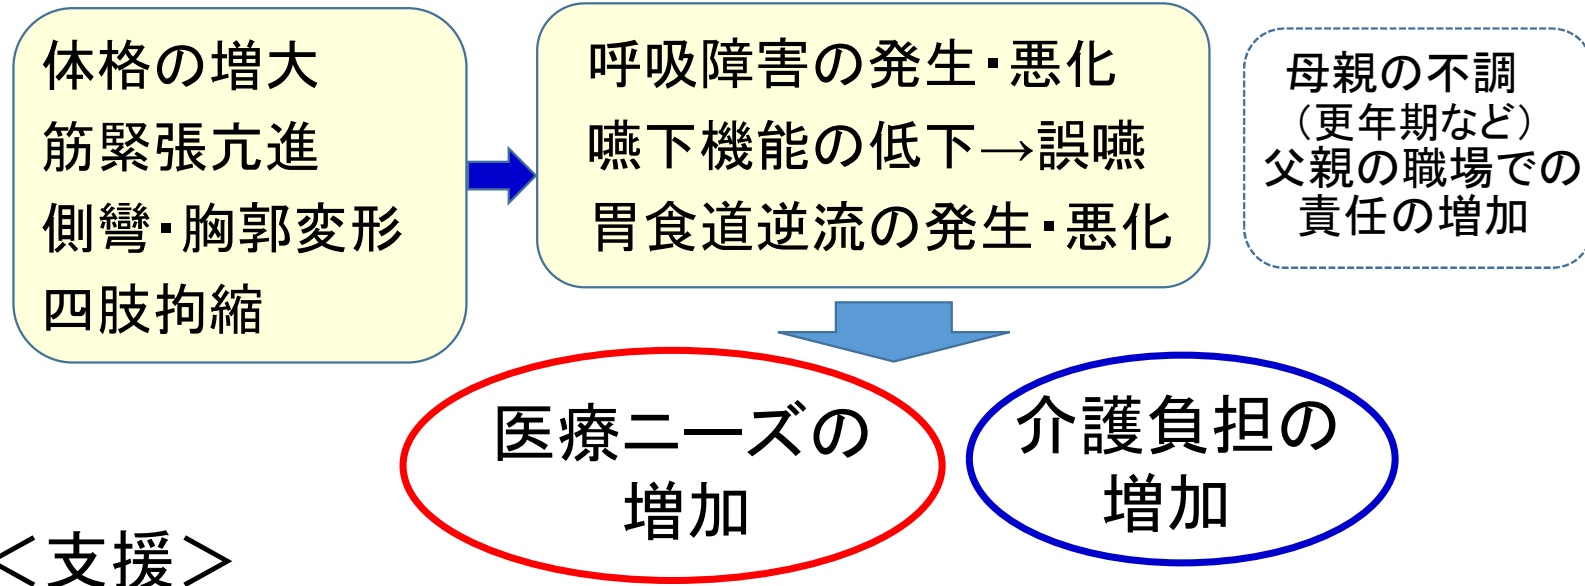 体格の増大
筋緊張亢進
側彎・胸郭変形
四肢拘縮
呼吸障害の発生・悪化
嚥下機能の低下→誤嚥
胃食道逆流の発生・悪化
母親の不調
（更年期など）
父親の職場での
責任の増加
医療ニーズの
増加
介護負担の
増加
＜支援＞